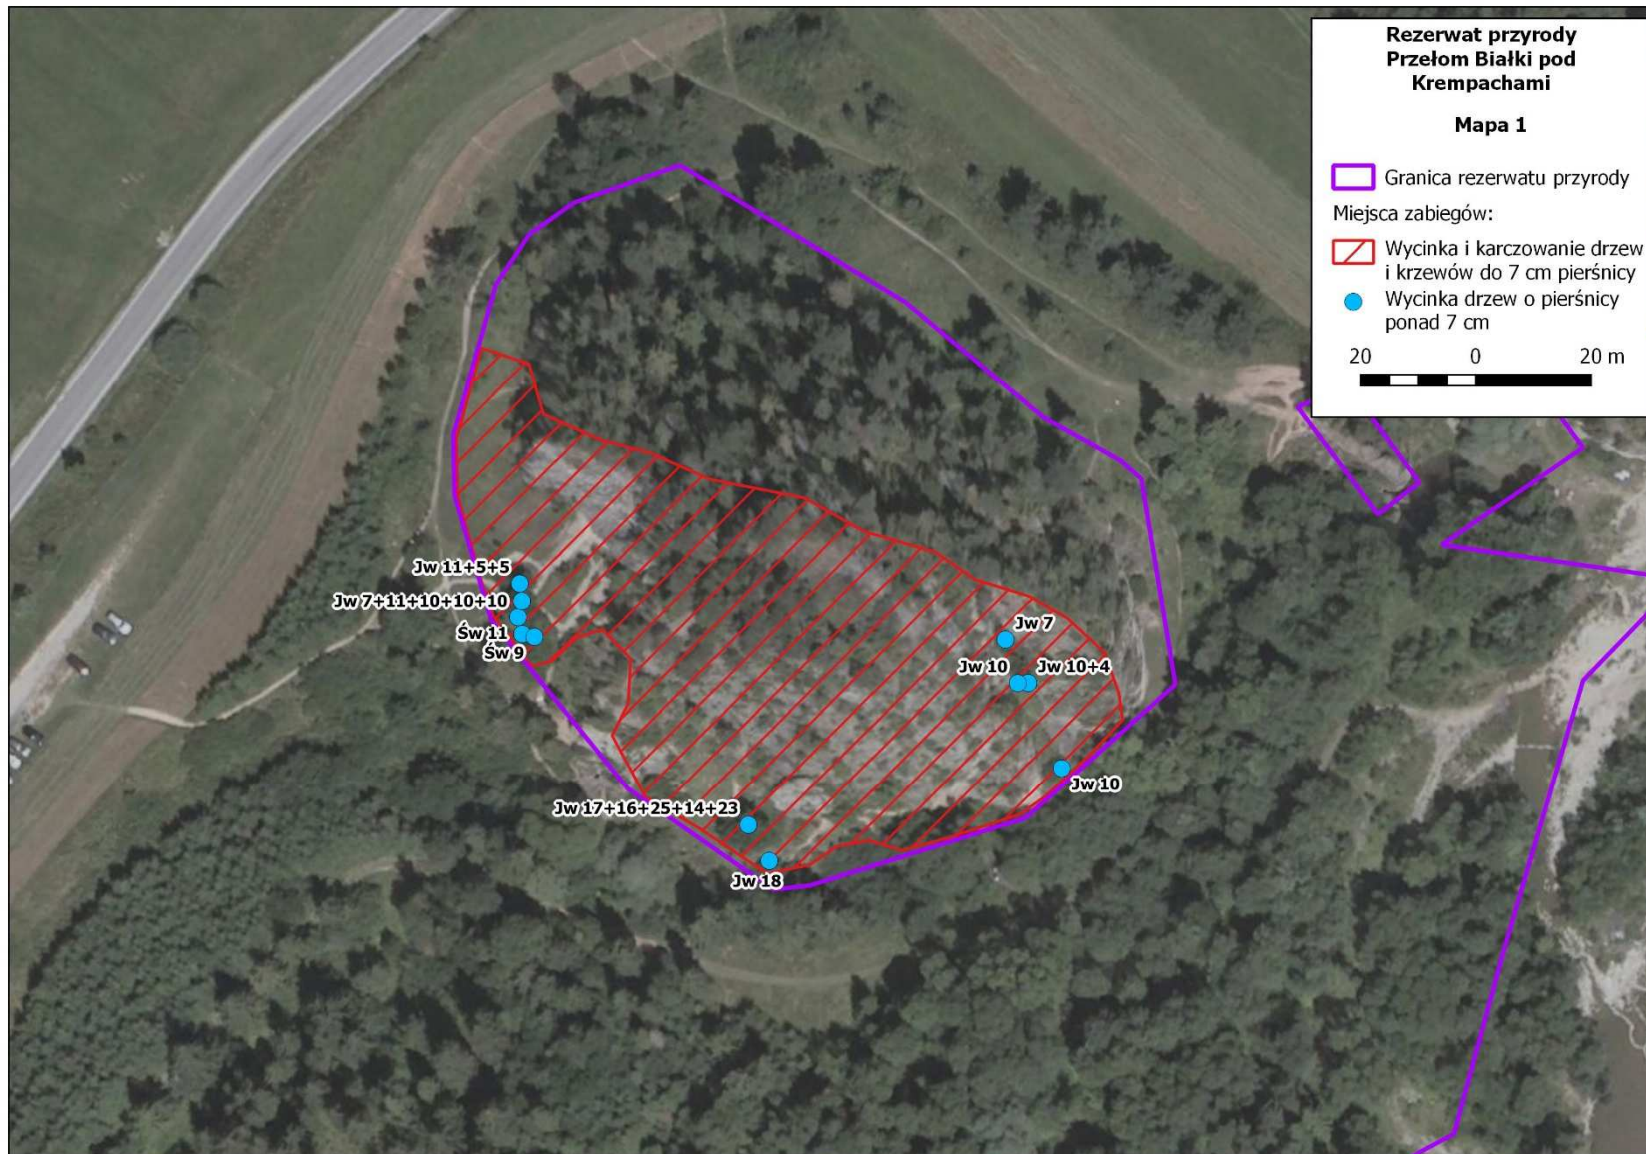 Rezerwat przyrody
Przełom Białki pod
Krempachami
Mapa 1
Granica rezerwatu przyrody
Miejsca zabiegów:
Wycinka i karczowanie drzew
i krzewów do 7 cm pierśnicy
Wycinka drzew o pierśnicy
ponad 7 cm
20 0 20 m
Jw 11+5+5
Jw 7+11+10+10+10
Św 11
Św 9
Jw 7
Jw 10
Jw 10+4
Jw 10
Jw 17+16+25+14+23
Jw 18